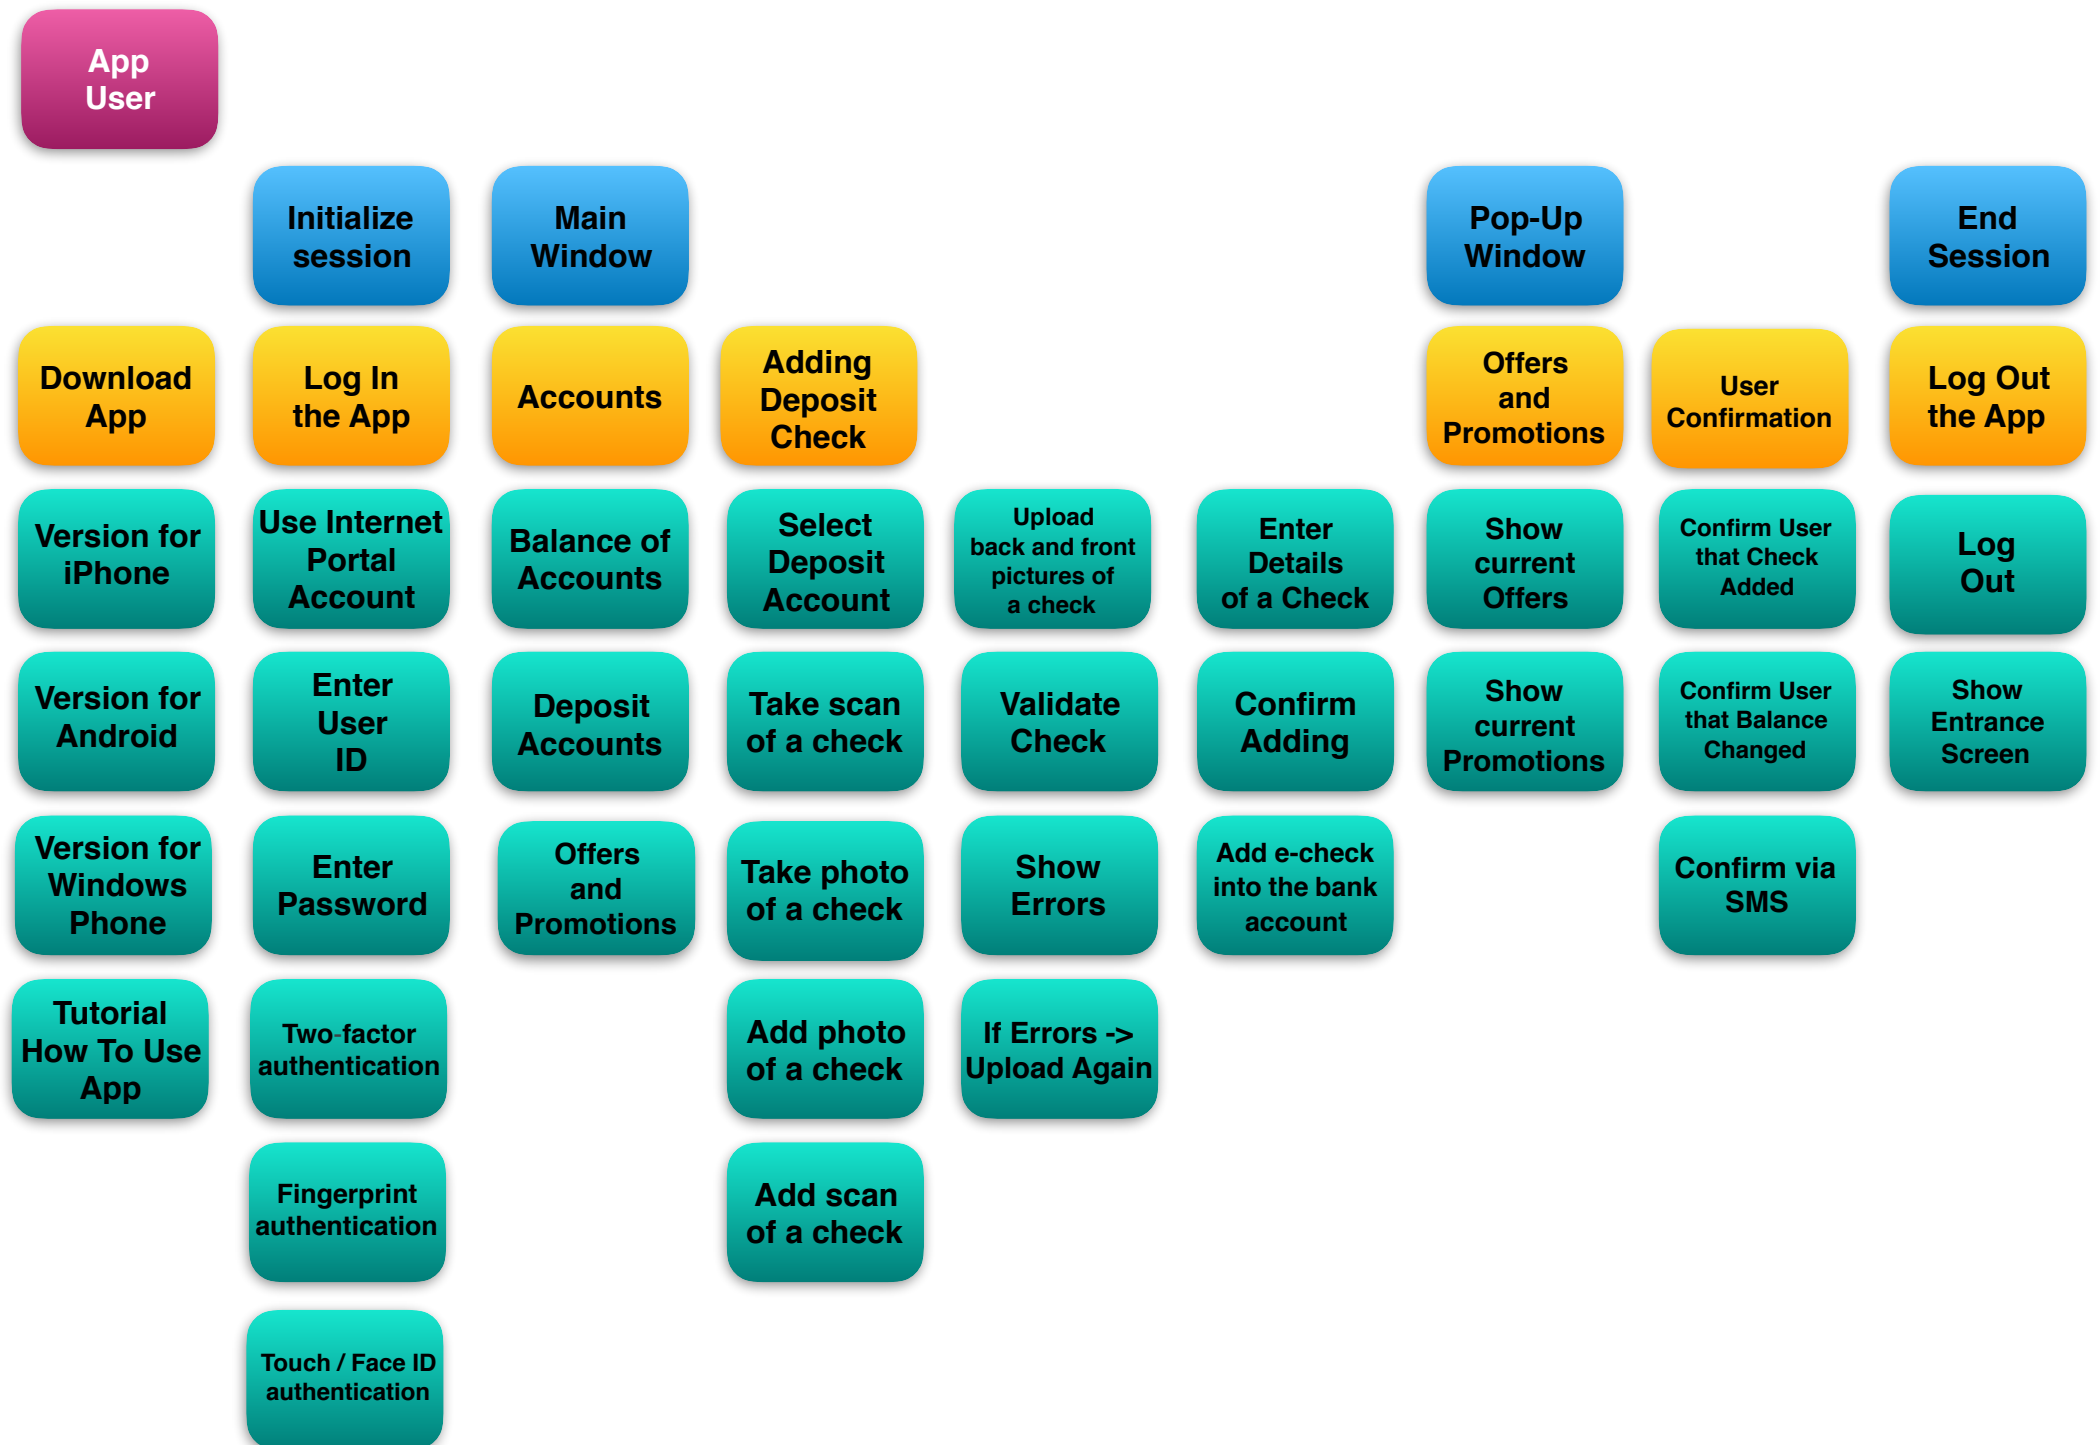 App
User
Initialize
session
Main
Window
Pop-Up
Window
End
Session
Download
App
Log In
the App
Accounts
Adding
Deposit
Check
Offers
and
Promotions
User
Confirmation
Log Out
the App
Version for
iPhone
Use Internet
Portal
Account
Balance of
Accounts
Select
Deposit
Account
Upload
back and front
pictures of
a check
Enter
Details
of a Check
Show
current
Offers
Confirm User
that Check
Added
Log
Out
Version for
Android
Enter
User
ID
Deposit
Accounts
Take scan
of a check
Validate
Check
Confirm
Adding
Show
current
Promotions
Confirm User
that Balance
Changed
Show
Entrance
Screen
Version for
Windows
Phone
Enter
Password
Offers
and
Promotions
Take photo
of a check
Show
Errors
Add e-check
into the bank
account
Confirm via
SMS
Tutorial
How To Use
App
Two-factor
authentication
Add photo
of a check
If Errors ->
Upload Again
Fingerprint
authentication
Add scan
of a check
Touch / Face ID
authentication